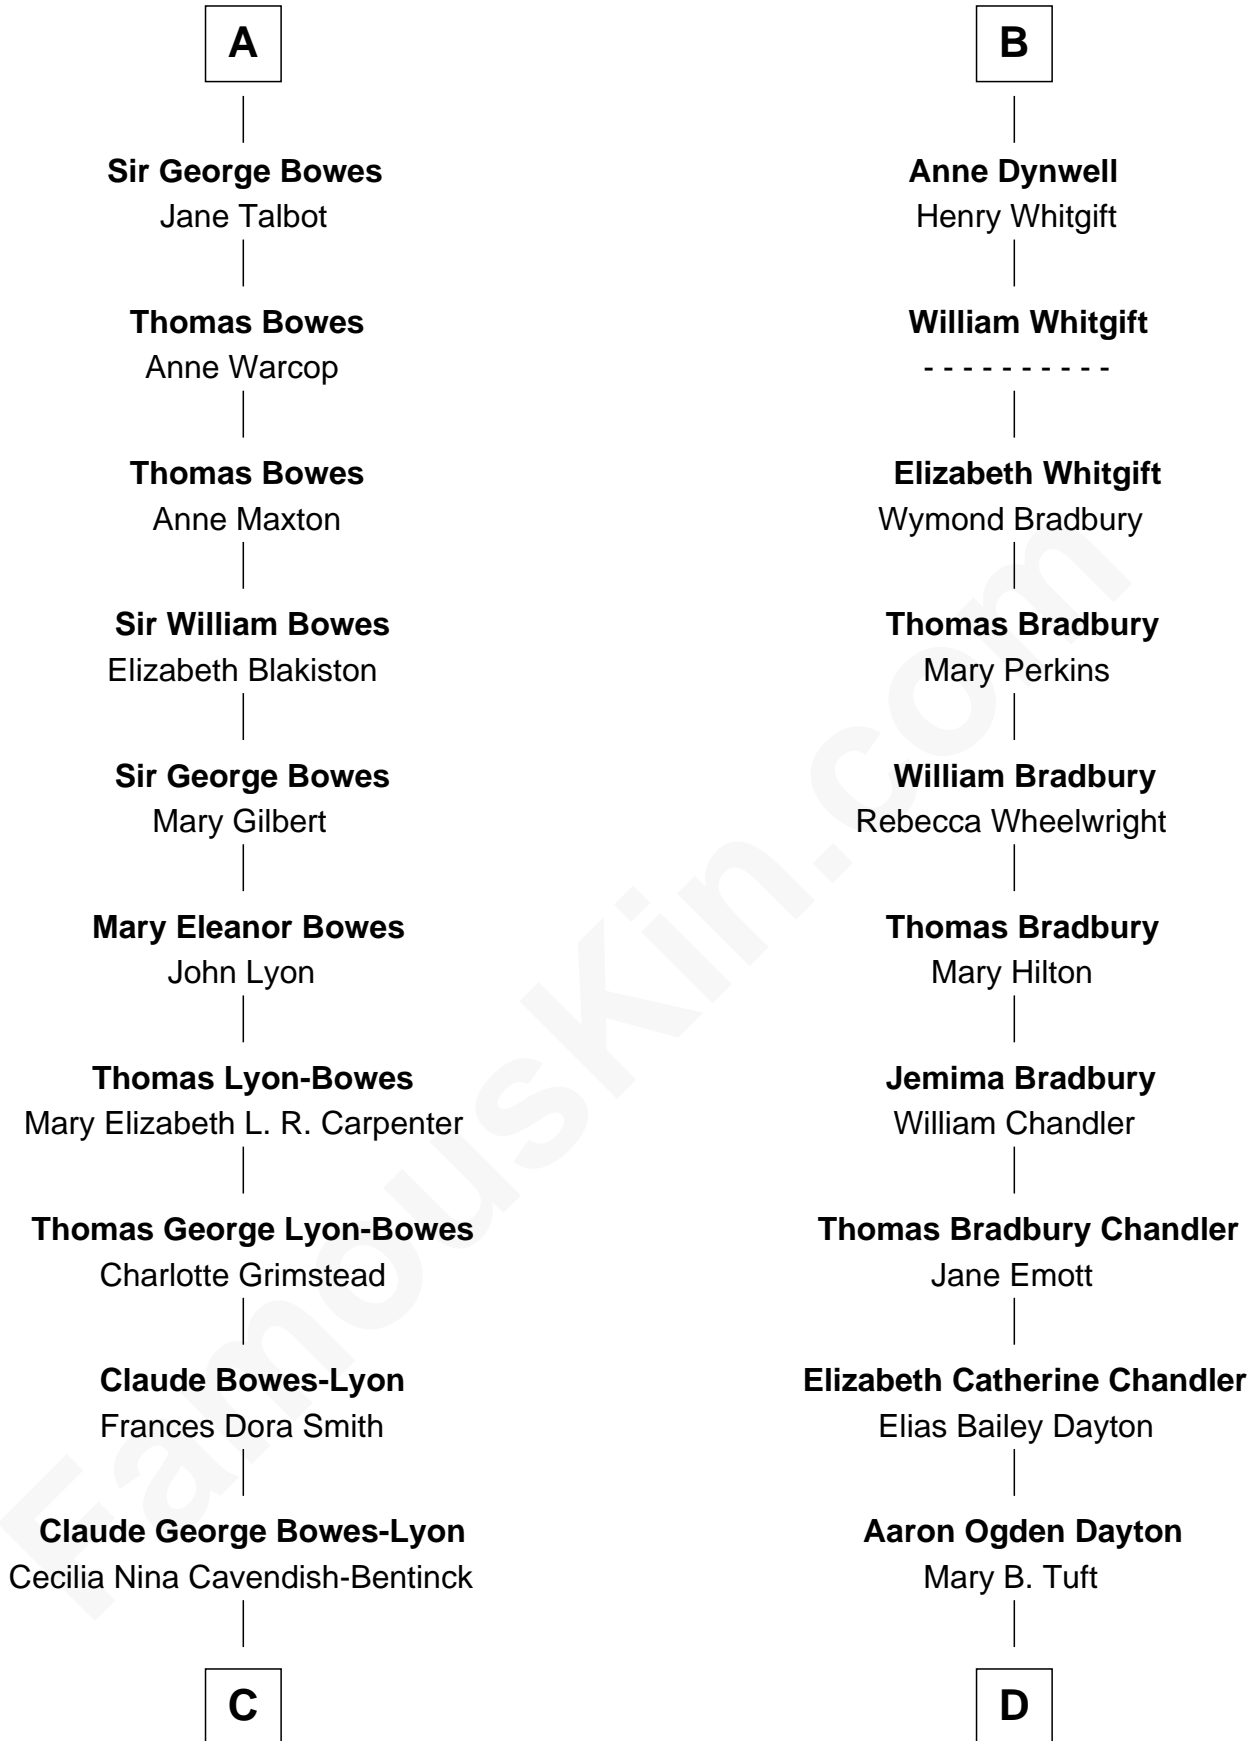 A
Sir George Bowes
Jane Talbot
Thomas Bowes
Anne Warcop
Thomas Bowes
Anne Maxton
Sir William Bowes
Elizabeth Blakiston
Sir George Bowes
Mary Gilbert
Mary Eleanor Bowes
John Lyon
Thomas Lyon-Bowes
Mary Elizabeth L. R. Carpenter
Thomas George Lyon-Bowes
Charlotte Grimstead
Claude Bowes-Lyon
Frances Dora Smith
Claude George Bowes-Lyon
Cecilia Nina Cavendish-Bentinck
C
B
Anne Dynwell
Henry Whitgift
William Whitgift
- - - - - - - - - -
Elizabeth Whitgift
Wymond Bradbury
Thomas Bradbury
Mary Perkins
William Bradbury
Rebecca Wheelwright
Thomas Bradbury
Mary Hilton
Jemima Bradbury
William Chandler
Thomas Bradbury Chandler
Jane Emott
Elizabeth Catherine Chandler
Elias Bailey Dayton
Aaron Ogden Dayton
Mary B. Tuft
D
FamousKin.com